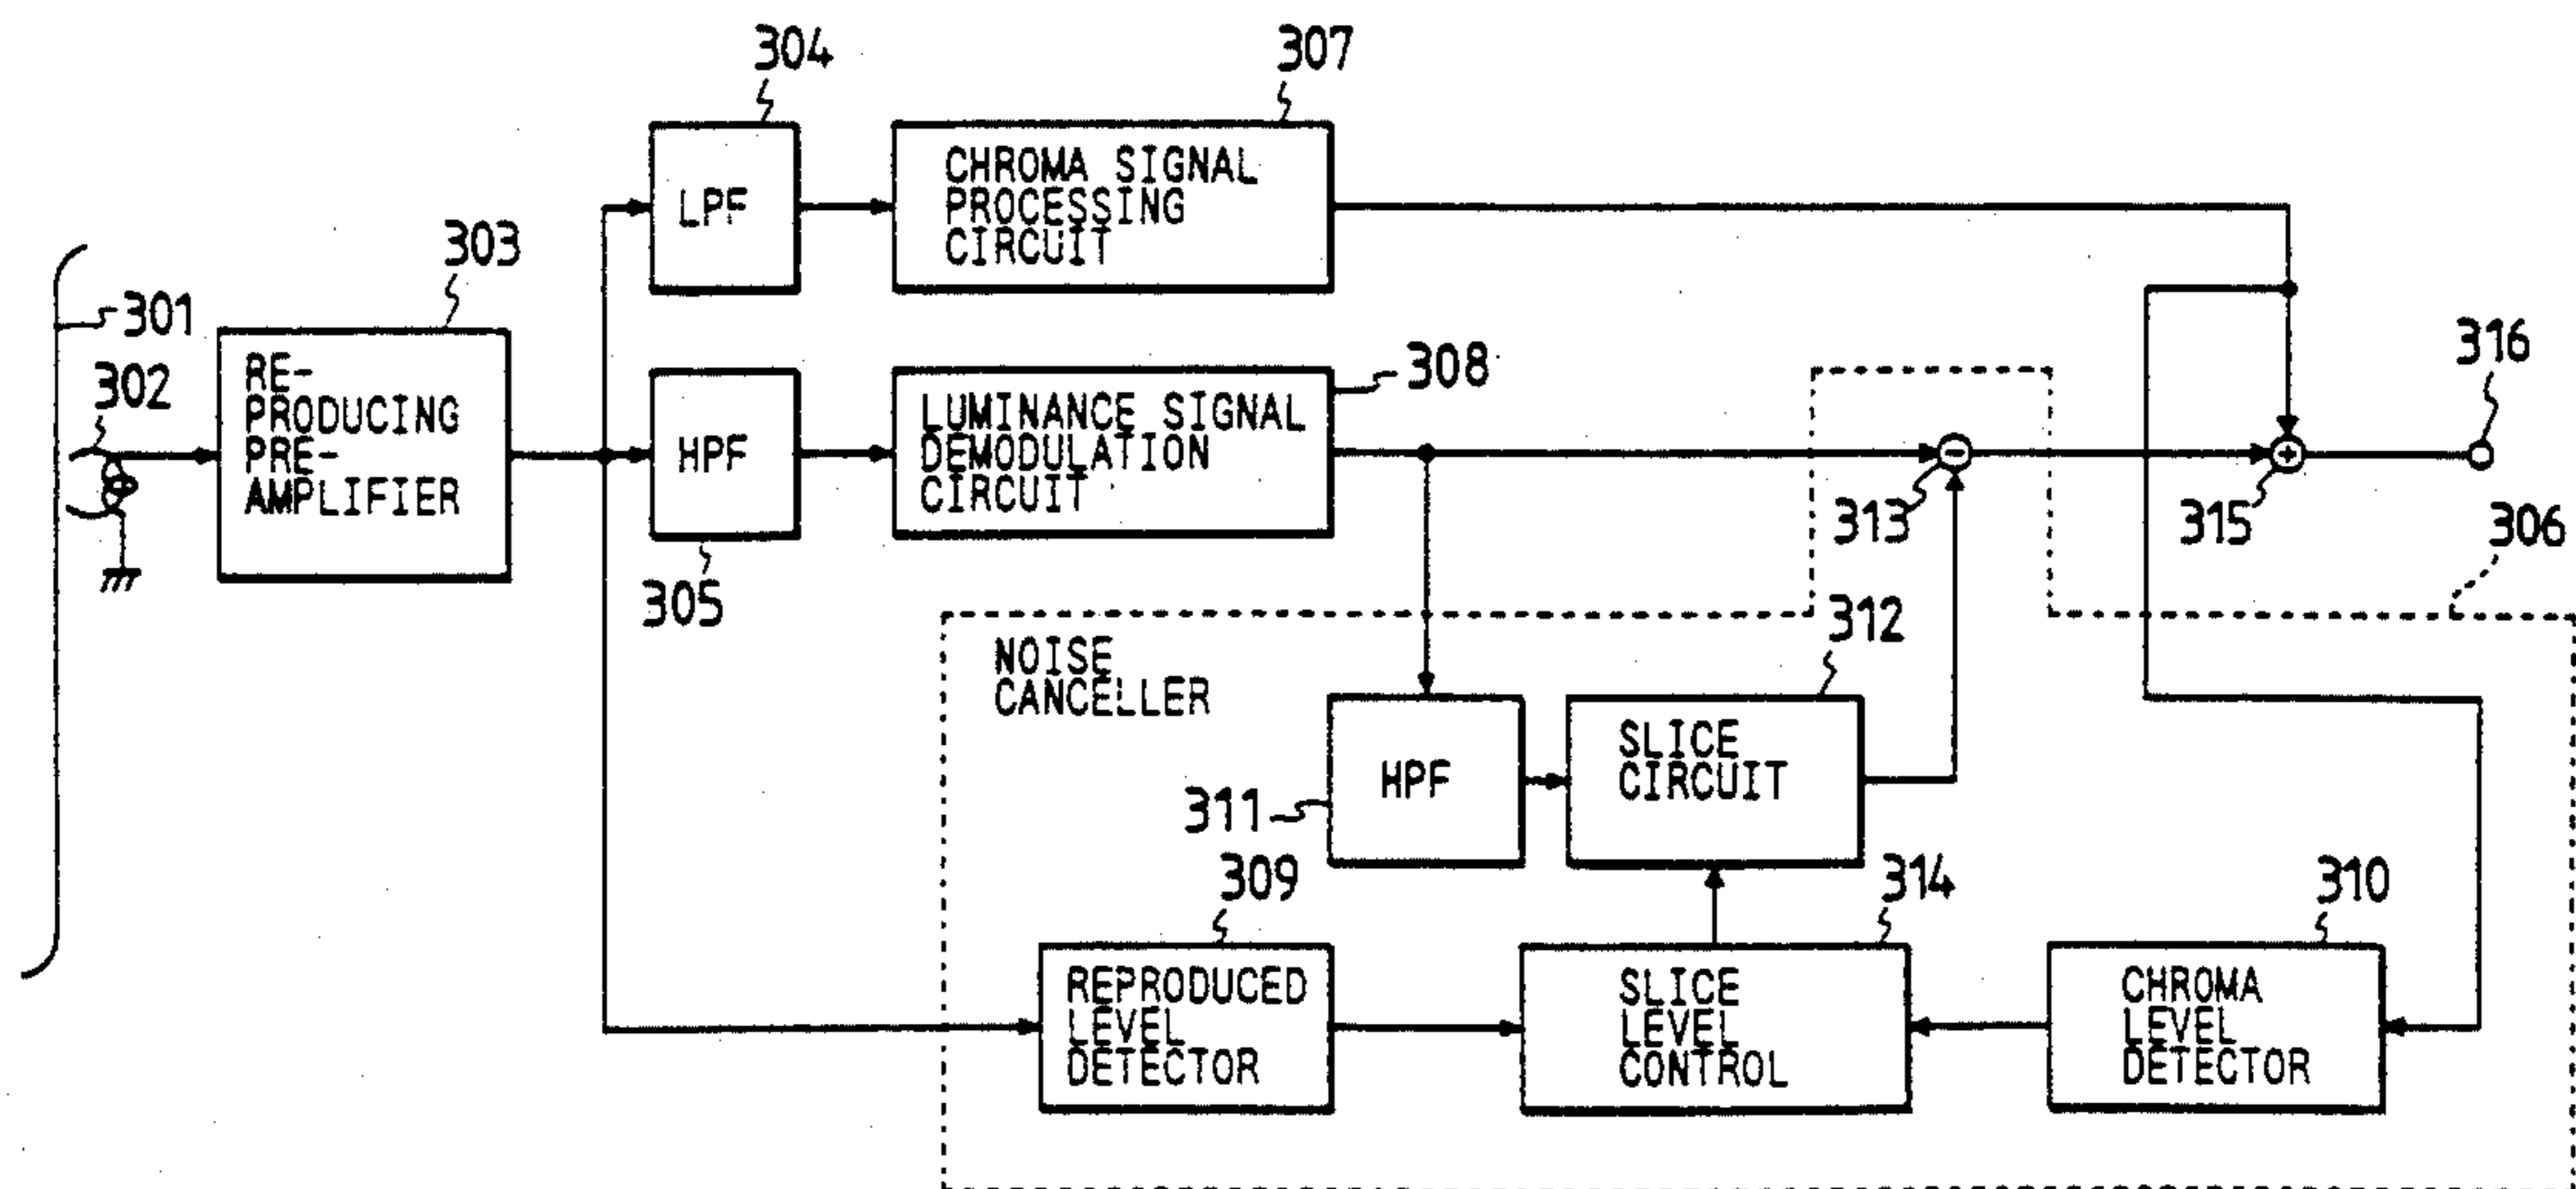 304
307
303
LPF
CHROMA SIGNAL
PROCESSING
CIRCUIT
301
302
RE-
PRODUCING
PRE-
AMPLIFIER
316
308
HPF
LUMINANCE SIGNAL
DEMODULATION
CIRCUIT
-
+
313
315
306
305
312
NOISE
CANCELLER
HPF
SLICE
CIRCUIT
311
309
314
310
REPRODUCED
LEVEL
DETECTOR
SLICE
LEVEL
CONTROL
CHROMA
LEVEL
DETECTOR